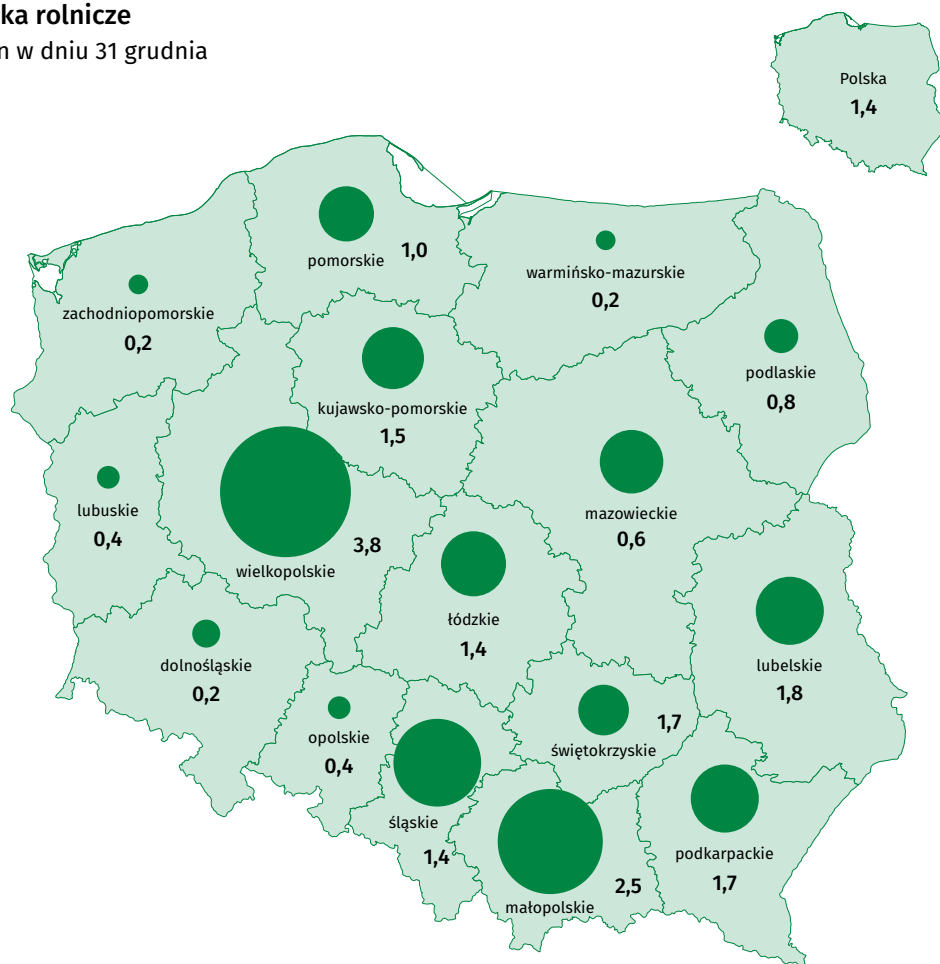 ka rolnicze
n w dniu 31 grudnia
Polska
1,4
pomorskie
1,0
warmińsko-mazurskie
0,2
zachodniopomorskie
0,2
podlaskie
0,8
kujawsko-pomorskie
1,5
mazowieckie
0,6
lubuskie
0,4
wielkopolskie
3,8
łódzkie
1,4
lubelskie
1,8
dolnośląskie
0,2
opolskie
0,4
świętokrzyskie
1,7
śląskie
1,4
małopolskie
2,5
podkarpackie
1,7